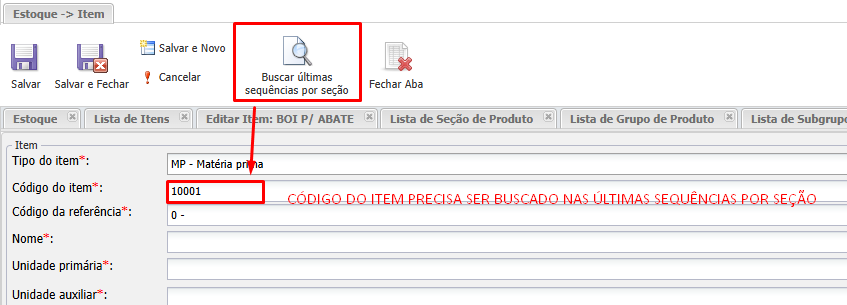 Estoque -> Item
Salvar
Salvar e Fechar
Salvar e Novo
Cancelar
Buscar últimas
sequências por seção
Fechar Aba
Estoque
Lista de Itens
Editar Item: BOI P/ ABATE
Lista de Seção de Produto
Lista de Grupo de Produto
Lista de Subgrupo
Item
Tipo do item*: MP - Matéria prima
Código do item*: 10001 CÓDIGO DO ITEM PRECISA SER BUSCADO NAS ÚLTIMAS SEQUÊNCIAS POR SEÇÃO
Código da referência*: 0 -
Nome*:
Unidade primária*:
Unidade auxiliar*: